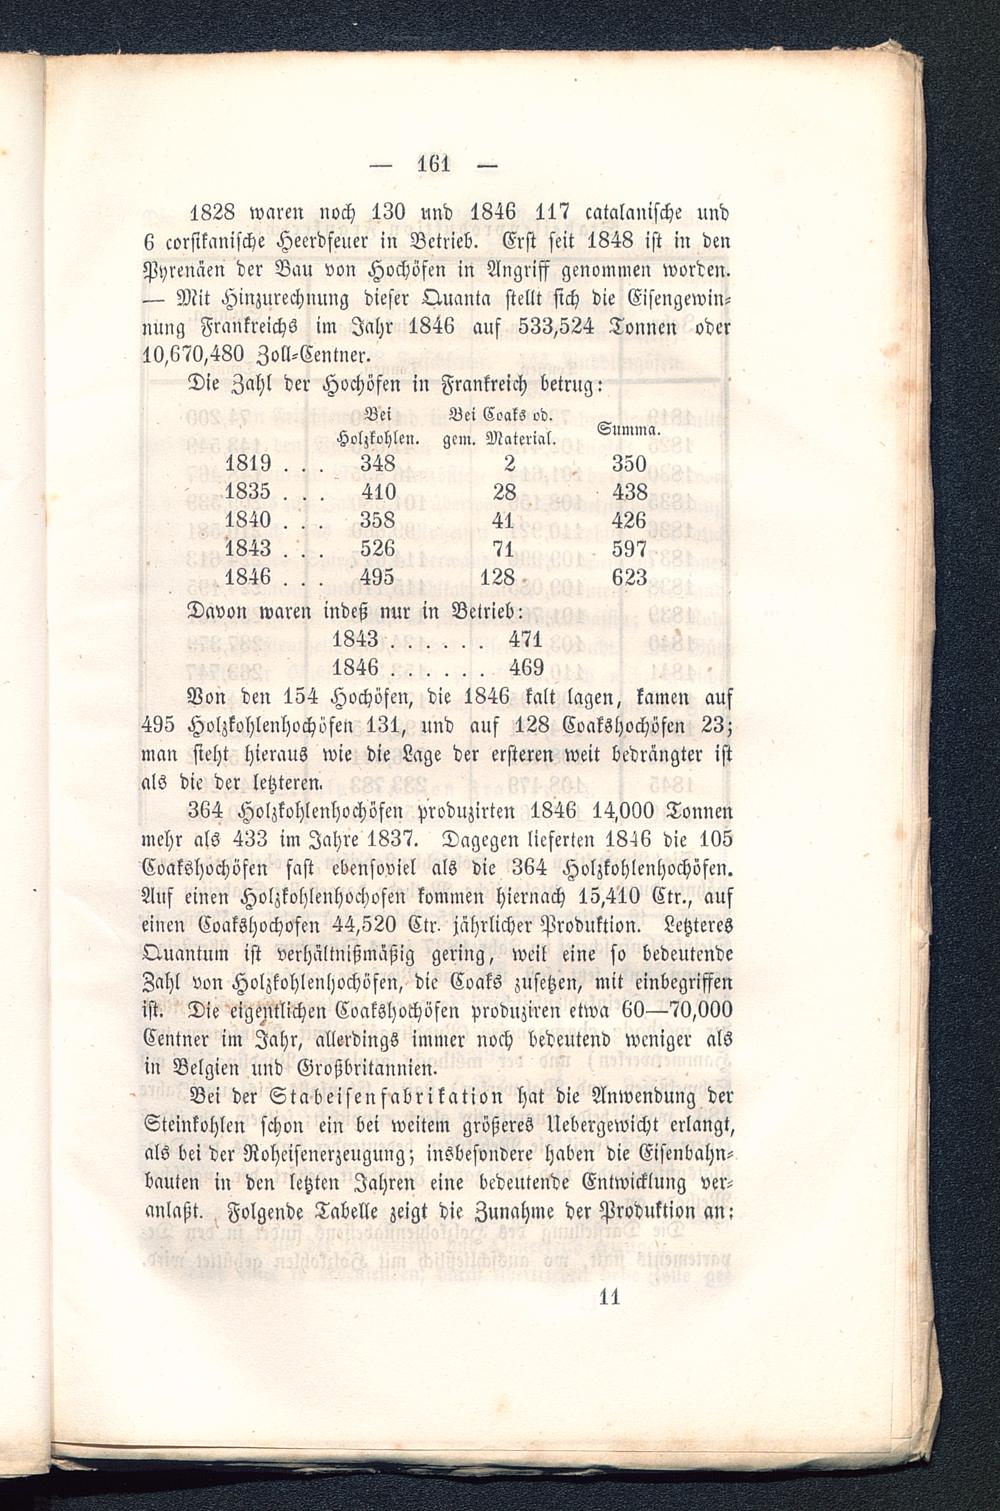 — 161 —
1828 waren noch 130 und 1846 117 catalanische und
6 corsikanische Heerdfeuer in Betrieb. Erst seit 1848 ist in den
Pyrenäen der Bau von Hochöfen in Angriff genommen worden.
— Mit Hinzurechnung dieser Quanta stellt sich die Eisengewin-
nung Frankreichs im Jahr 1846 auf 533,524 Tonnen oder
10,670,480 Zoll-Centner.
Die Zahl der Hochöfen in Frankreich betrug:
Bei Bei Coaks od. Summa.
Holzkohlen. gem. Material.
1819 . . . 348 2 350
1835 . . . 410 28 438
1840 . . . 358 41 426
1843 . . . 526 71 597
1846 . . . 495 128 623
Davon waren indeß nur in Betrieb:
1843 . . . . . . 471
1846 . . . . . . 469
Von den 154 Hochöfen, die 1846 kalt lagen, kamen auf
495 Holzkohlenhochöfen 131, und auf 128 Coakshochöfen 23;
man sieht hieraus wie die Lage der ersteren weit bedrängter ist
als die der letzteren.
364 Holzkohlenhochöfen produzirten 1846 14,000 Tonnen
mehr als 433 im Jahre 1837. Dagegen lieferten 1846 die 105
Coakshochöfen fast ebensoviel als die 364 Holzkohlenhochöfen.
Auf einen Holzkohlenhochofen kommen hiernach 15,410 Ctr., auf
einen Coakshochofen 44,520 Ctr. jährlicher Produktion. Letzteres
Quantum ist verhältnißmäßig gering, weil eine so bedeutende
Zahl von Holzkohlenhochöfen, die Coaks zusetzen, mit einbegriffen
ist. Die eigentlichen Coakshochöfen produziren etwa 60—70,000
Centner im Jahr, allerdings immer noch bedeutend weniger als
in Belgien und Großbritannien.
Bei der Stabeisenfabrikation hat die Anwendung der
Steinkohlen schon ein bei weitem größeres Uebergewicht erlangt,
als bei der Roheisenerzeugung; insbesondere haben die Eisenbahn-
bauten in den letzten Jahren eine bedeutende Entwicklung ver-
anlaßt. Folgende Tabelle zeigt die Zunahme der Produktion an:
11